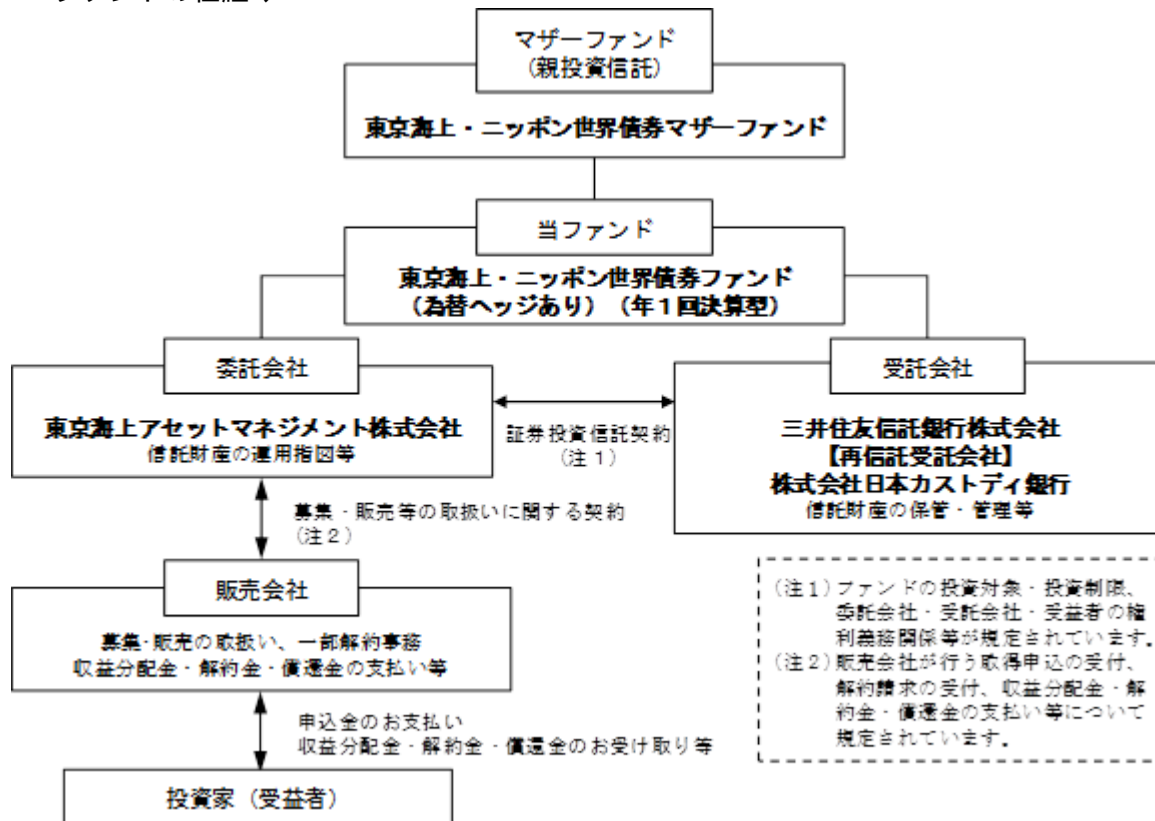 マザーファンド
(親投資信託)
東京海上・ニッポン世界債券マザーファンド
当ファンド
東京海上・ニッポン世界債券ファンド
(為替ヘッジあり)(年1回決算型)
委託会社
東京海上アセットマネジメント株式会社
信託財産の運用指図等
証券投資信託契約
(注1)
受託会社
三井住友信託銀行株式会社
【再信託受託会社】
株式会社日本カストディ銀行
信託財産の保管・管理等
募集・販売等の取扱いに関する契約
(注2)
販売会社
募集・販売の取扱い、一部解約事務
収益分配金・解約金・償還金の支払い等
申込金のお支払い
収益分配金・解約金・償還金のお受け取り等
投資家(受益者)
(注1)ファンドの投資対象・投資制限、
委託会社・受託会社・受益者の権
利義務関係等が規定されています。
(注2)販売会社が行う取得申込の受付、
解約請求の受付、収益分配金・解
約金・償還金の支払い等について
規定されています。